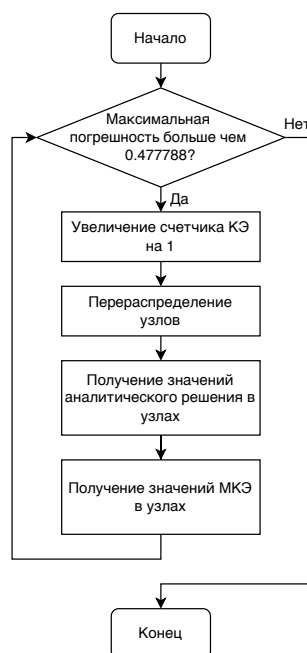 Начало
Максимальная
погрешность больше чем
0.477788?
Нет
Да
Увеличение счетчика КЭ
на 1
Перераспределение
узлов
Получение значений
аналитического решения в
узлах
Получение значений МКЭ
в узлах
Конец